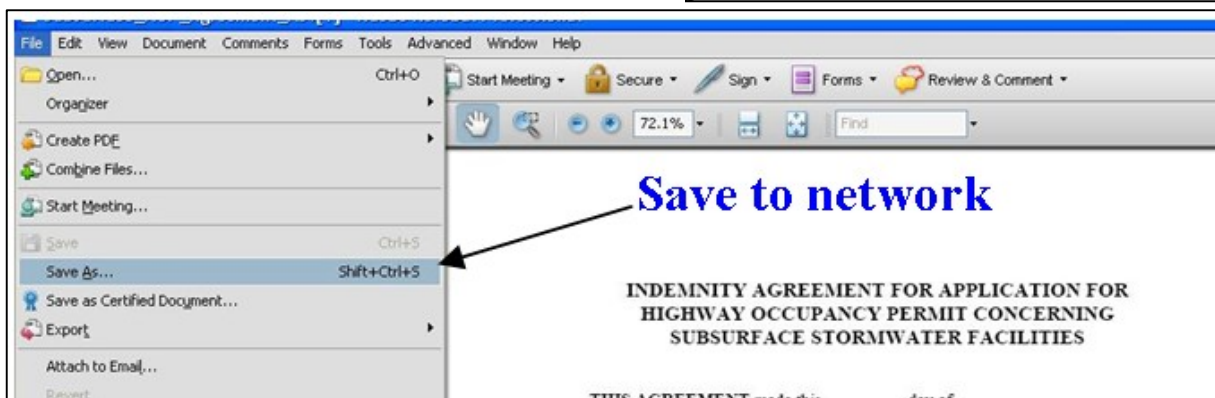 File Edit View Document Comments Forms Tools Advanced Window Help
Open... Ctrl+O
Organizer
Create PDF
Combine Files...
Start Meeting...
Save Ctrl+S
Save As... Shift+Ctrl+S
Save as Certified Document...
Export
Attach to Email...
Revert
Start Meeting Secure Sign Forms Review & Comment
72.1% Find
Save to network
INDEMNITY AGREEMENT FOR APPLICATION FOR
HIGHWAY OCCUPANCY PERMIT CONCERNING
SUBSURFACE STORMWATER FACILITIES
THIS AGREEMENT made this day of